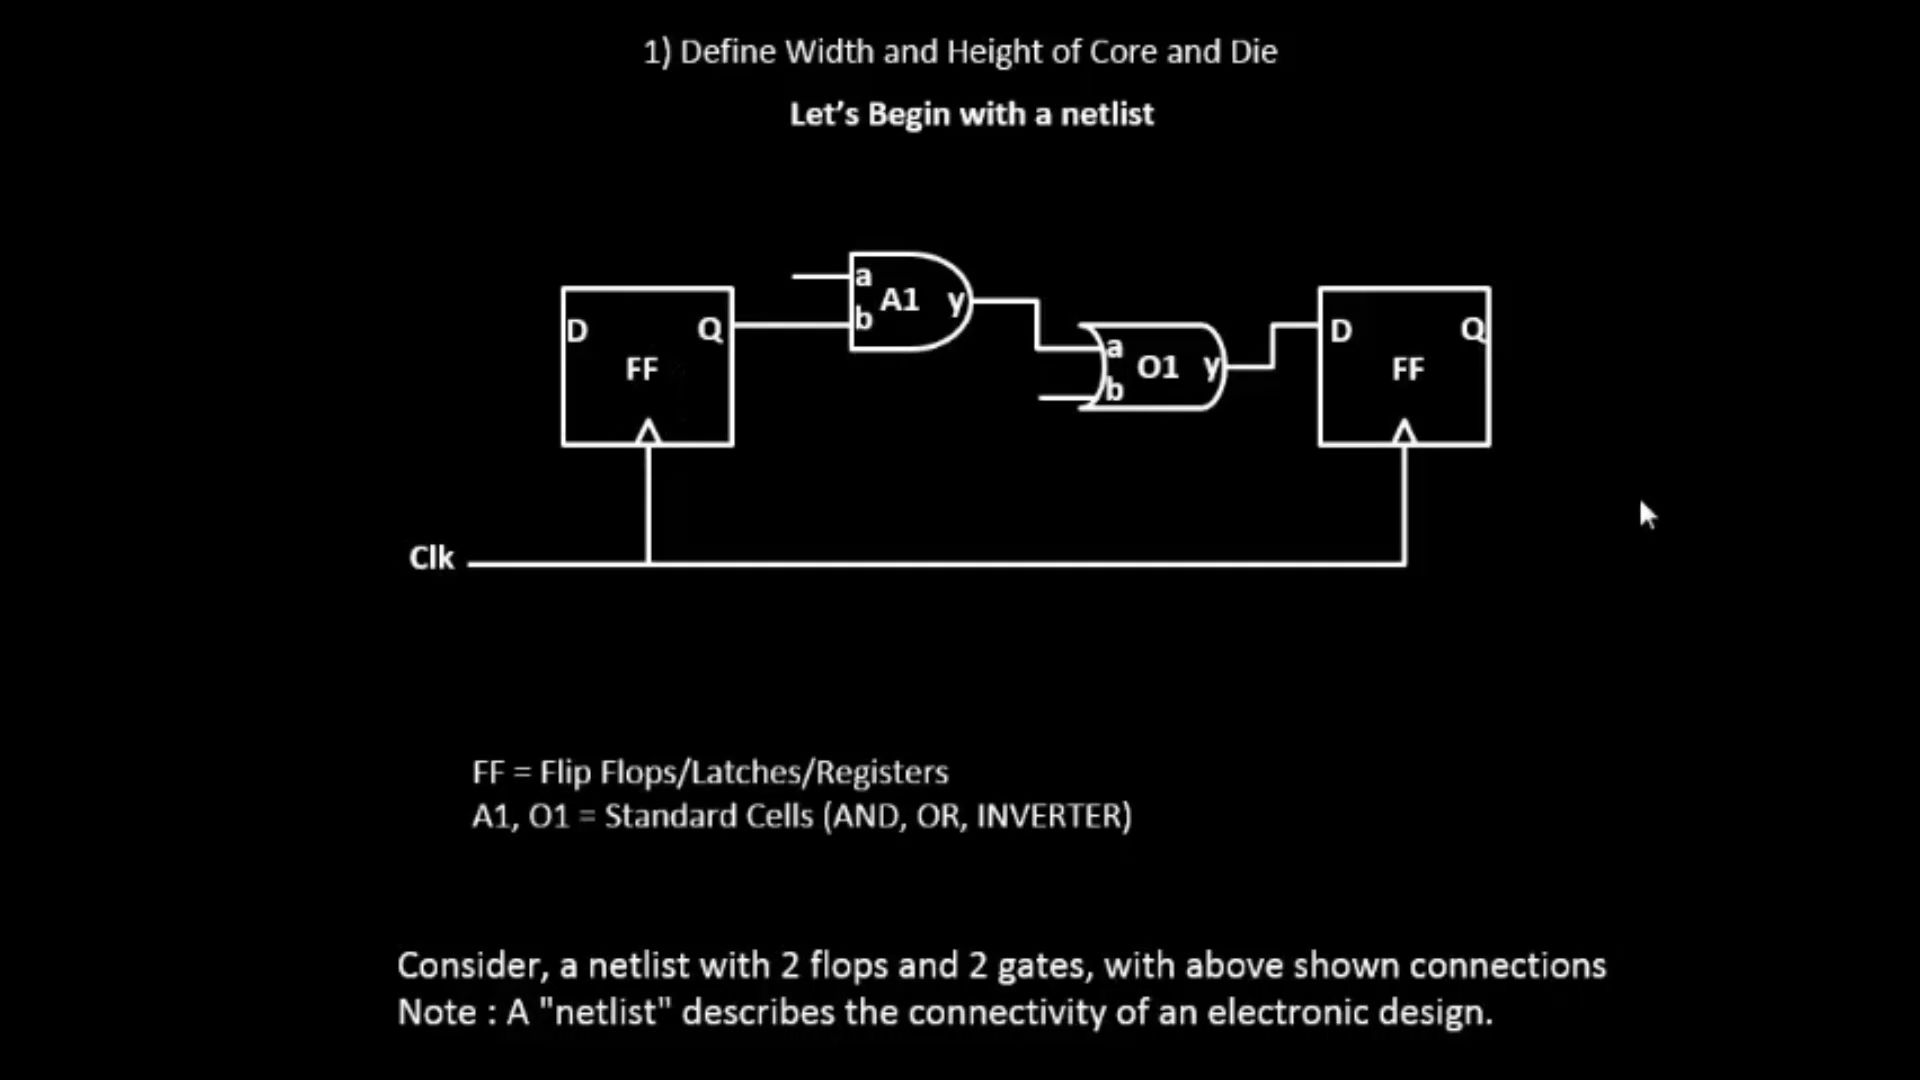 1) Define Width and Height of Core and Die
Let's Begin with a netlist
D Q
FF
a
A1 y
b
a
O1 y
b
D Q
FF
Clk
FF = Flip Flops/Latches/Registers
A1, O1 = Standard Cells (AND, OR, INVERTER)
Consider, a netlist with 2 flops and 2 gates, with above shown connections
Note : A "netlist" describes the connectivity of an electronic design.